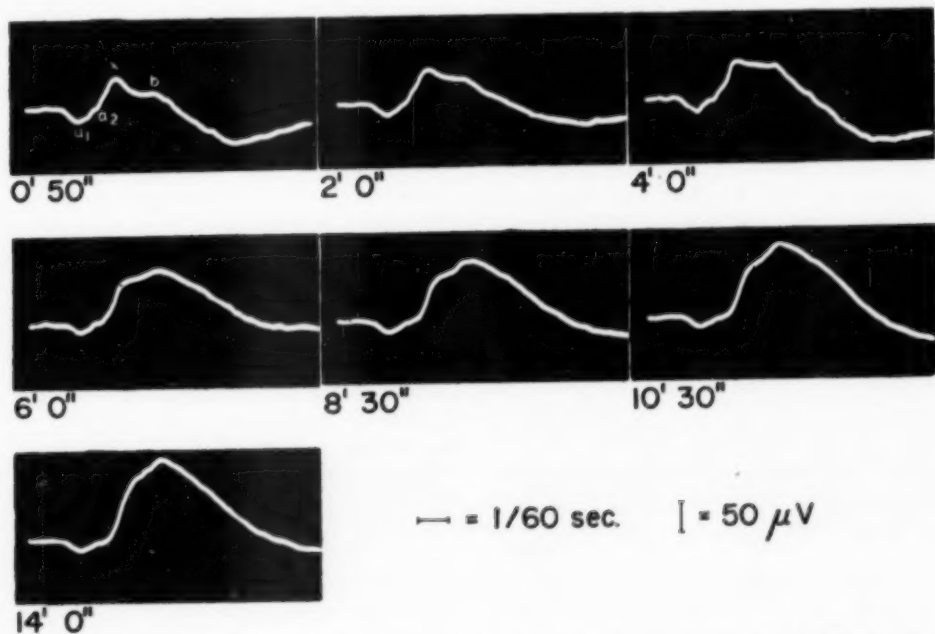 x b
a1 a2
0' 50"
2' 0"
4' 0"
6' 0"
8' 30"
10' 30"
14' 0"
= 1/60 sec. = 50 μV